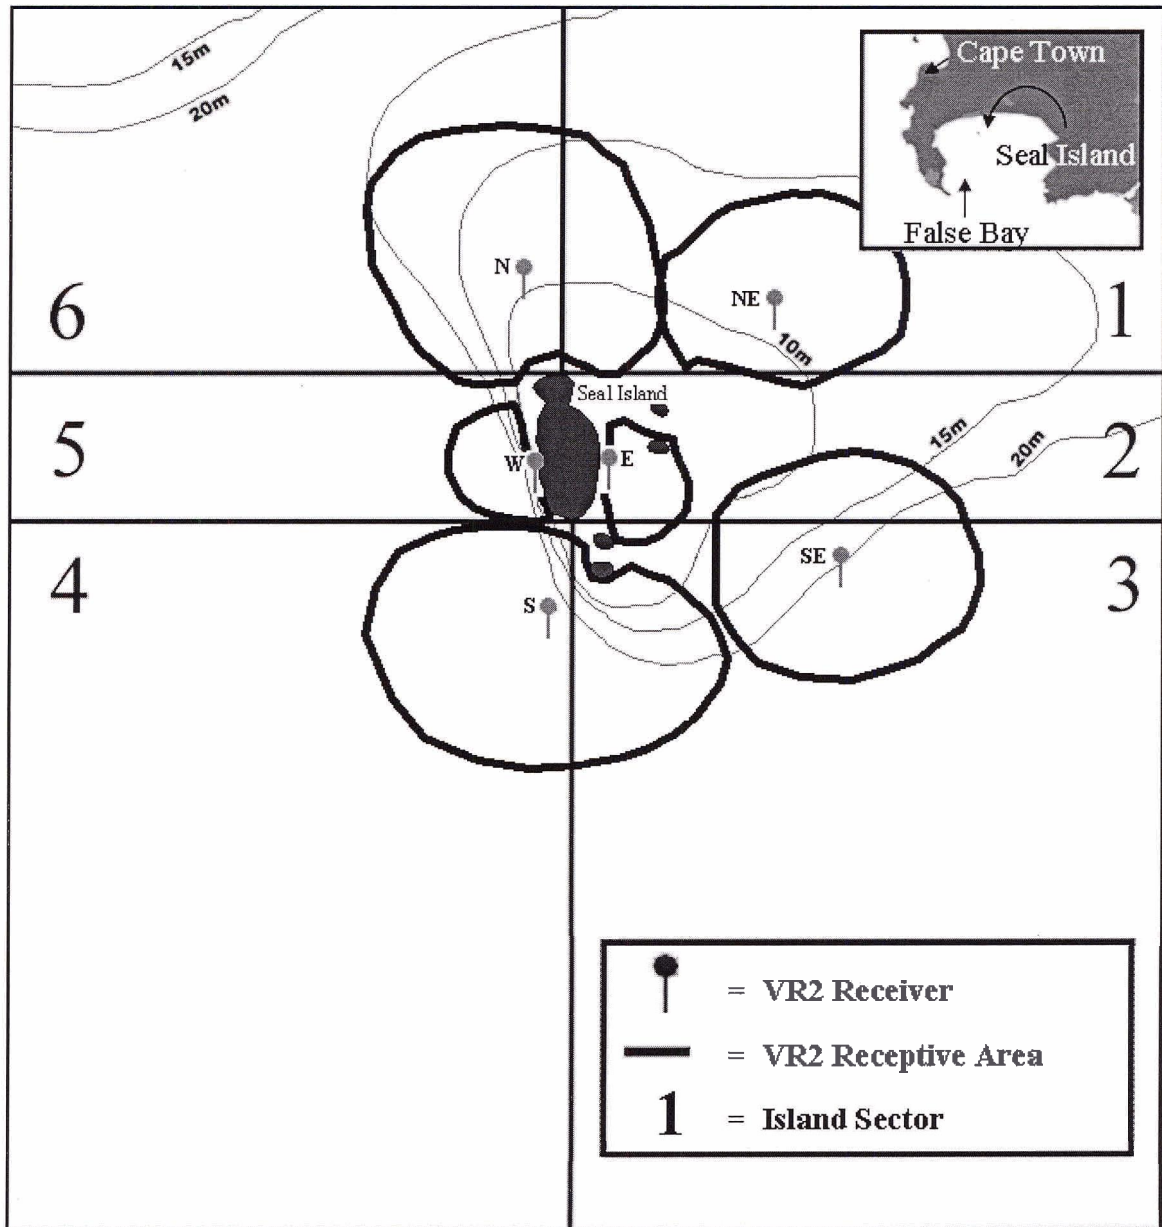 15m
20m
Cape Town
Seal Island
False Bay
N
NE
6
1
10m
Seal Island
5
W
E
2
15m
20m
4
SE
3
S
= VR2 Receiver
= VR2 Receptive Area
1 = Island Sector